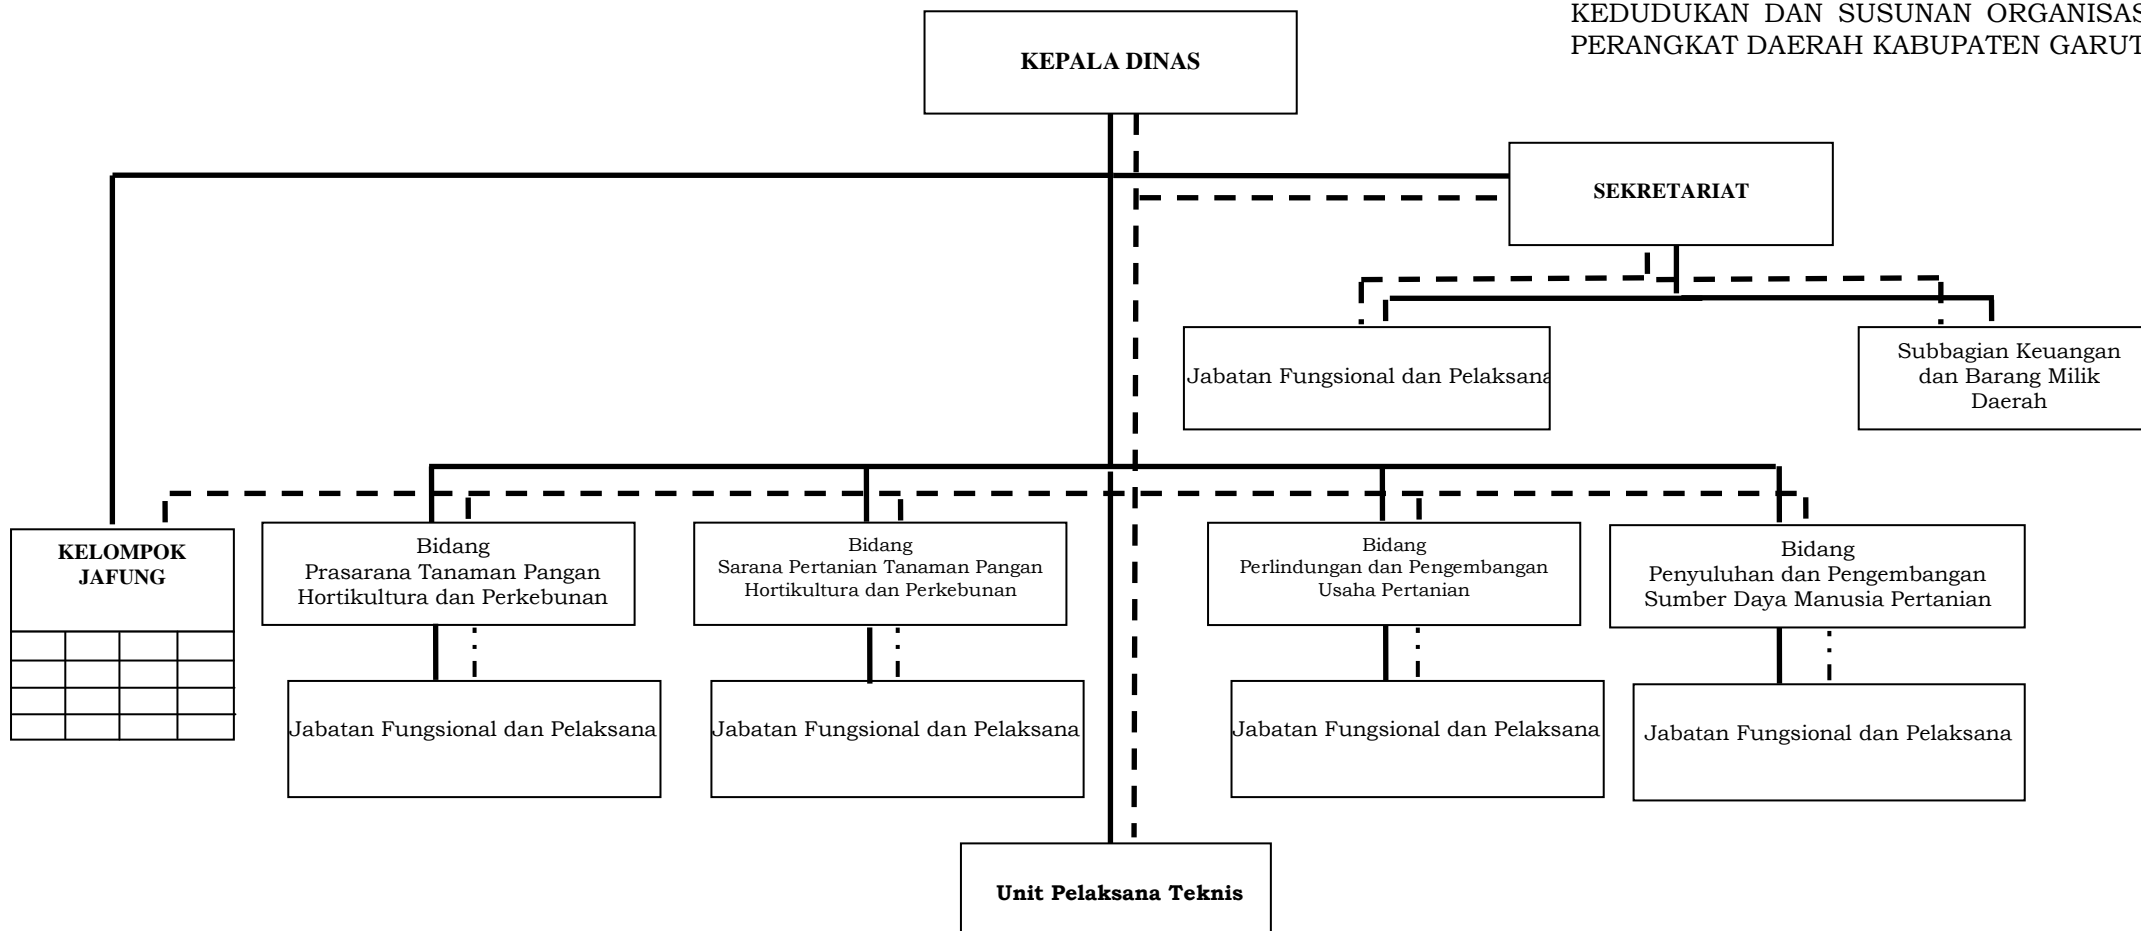 KEDUDUKAN DAN SUSUNAN ORGANISAS
PERANGKAT DAERAH KABUPATEN GARUT
KEPALA DINAS
SEKRETARIAT
Jabatan Fungsional dan Pelaksana
Subbagian Keuangan
dan Barang Milik
Daerah
KELOMPOK
JAFUNG
Bidang
Prasarana Tanaman Pangan
Hortikultura dan Perkebunan
Bidang
Sarana Pertanian Tanaman Pangan
Hortikultura dan Perkebunan
Bidang
Perlindungan dan Pengembangan
Usaha Pertanian
Bidang
Penyuluhan dan Pengembangan
Sumber Daya Manusia Pertanian
Jabatan Fungsional dan Pelaksana
Jabatan Fungsional dan Pelaksana
Jabatan Fungsional dan Pelaksana
Jabatan Fungsional dan Pelaksana
Unit Pelaksana Teknis